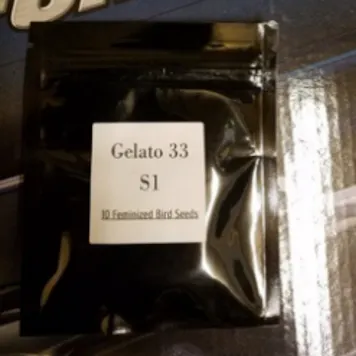 Gelato 33
S1
10 Feminized Bird Seeds